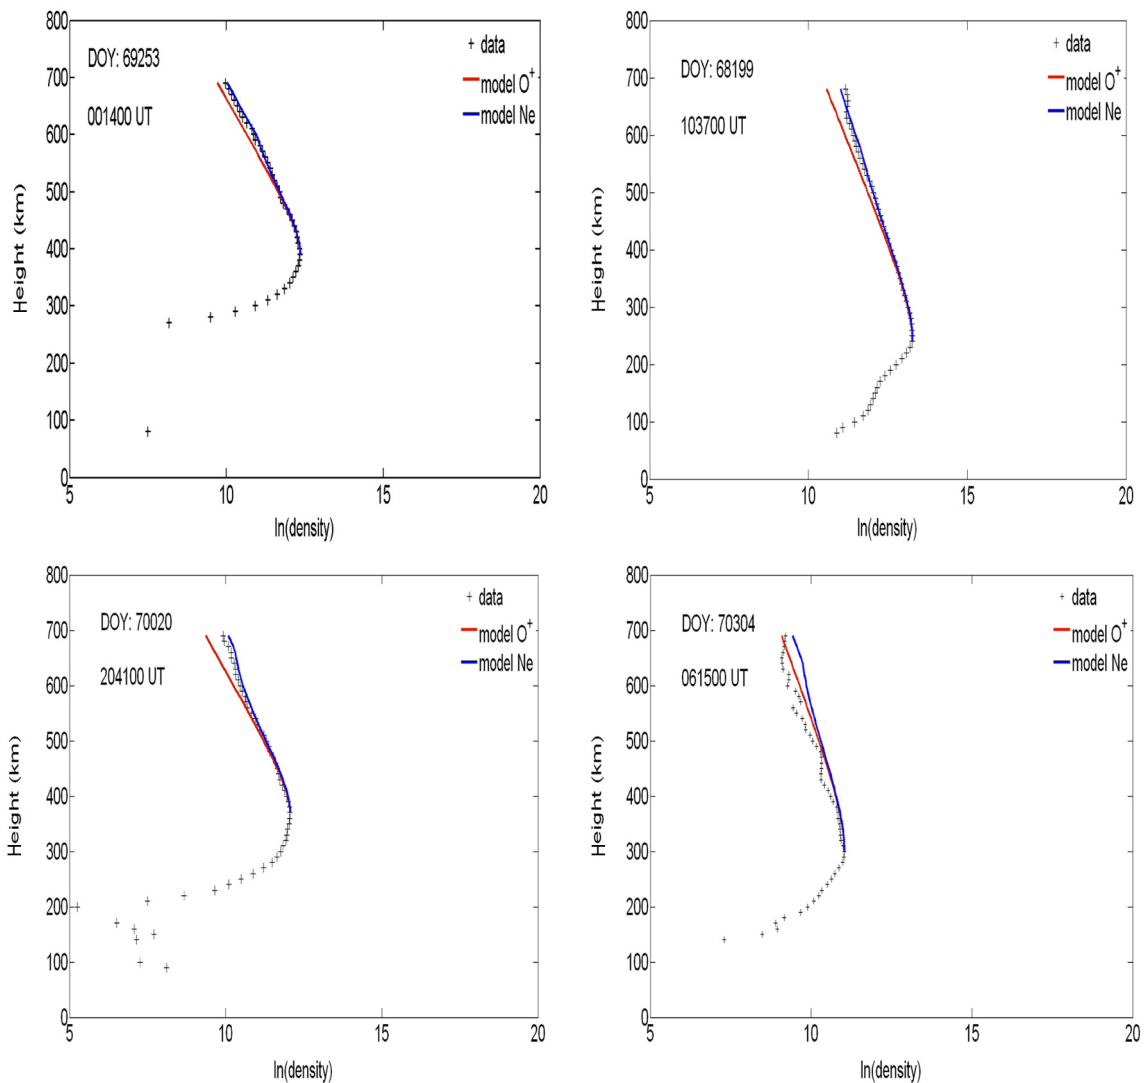 800
700
600
500
400
300
200
100
0
5
10
15
20
Height (km)
ln(density)
DOY: 69253
001400 UT
data
model O+
model Ne
800
700
600
500
400
300
200
100
0
5
10
15
20
Height (km)
ln(density)
DOY: 68199
103700 UT
data
model O+
model Ne
800
700
600
500
400
300
200
100
0
5
10
15
20
Height (km)
ln(density)
DOY: 70020
204100 UT
data
model O+
model Ne
800
700
600
500
400
300
200
100
0
5
10
15
20
Height (km)
ln(density)
DOY: 70304
061500 UT
data
model O+
model Ne